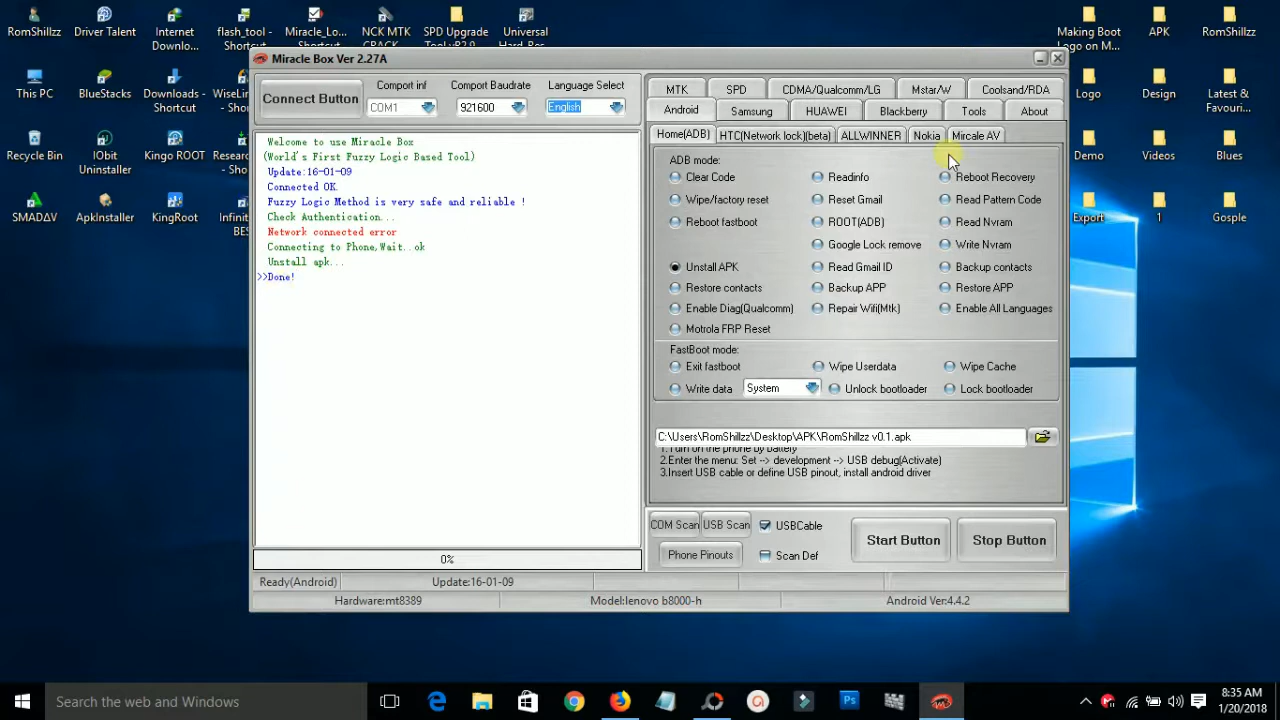 RomShillzz
Driver Talent
Internet
Downlo...
flash_tool -
Shortcut
Miracle_Lo...
Shortcut
NCK MTK
CRACK
SPD Upgrade
Tool v2.9
Universal
Hard_Res...
Making Boot
Logo on M...
APK
RomShillzz
This PC
BlueStacks
Downloads -
Shortcut
WiseLin
Logo
Design
Latest &
Favouri...
Recycle Bin
IObit
Uninstaller
Kingo ROOT
Demo
Videos
Blues
SMADΔV
ApkInstaller
KingRoot
Export
1
Gosple
Miracle Box Ver 2.27A
Connect Button
Comport inf
Comport Baudrate
Language Select
COM1
921600
English
Welcome to use Miracle Box
(World's First Fuzzy Logic Based Tool)
Update:16-01-09
Connected OK.
Fuzzy Logic Method is very safe and reliable !
Check Authentication...
Network connected error
Connecting to Phone,Wait..ok
Unstall apk...
>>Done!
0%
MTK
SPD
CDMA/Qualcomm/LG
Mstar/W
Coolsand/RDA
Android
Samsung
HUAWEI
Blackberry
Tools
About
Home(ADB)
HTC(Network lock)(beta)
ALLWINNER
Nokia
Mircale AV
ADB mode:
Clear Code
Readinfo
Reboot Recovery
Wipe/factory reset
Reset Gmail
Read Pattern Code
Reboot fastboot
ROOT(ADB)
Read Nvram
Google Lock remove
Write Nvram
Unstall APK
Read Gmail ID
Backup contacts
Restore contacts
Backup APP
Restore APP
Enable Diag(Qualcomm)
Repair Wifi(Mtk)
Enable All Languages
Motrola FRP Reset
FastBoot mode:
Exit fastboot
Wipe Userdata
Wipe Cache
Write data
System
Unlock bootloader
Lock bootloader
C:\Users\RomShillzz\Desktop\APK\RomShillzz v0.1.apk
1.Turn on the phone by battery
2.Enter the menu: Set --> development --> USB debug(Activate)
3.Insert USB cable or define USB pinout, install android driver
COM Scan
USB Scan
USBCable
Phone Pinouts
Scan Def
Start Button
Stop Button
Ready(Android)
Update:16-01-09
Hardware:mt8389
Model:lenovo b8000-h
Android Ver:4.4.2
Search the web and Windows
8:35 AM
1/20/2018